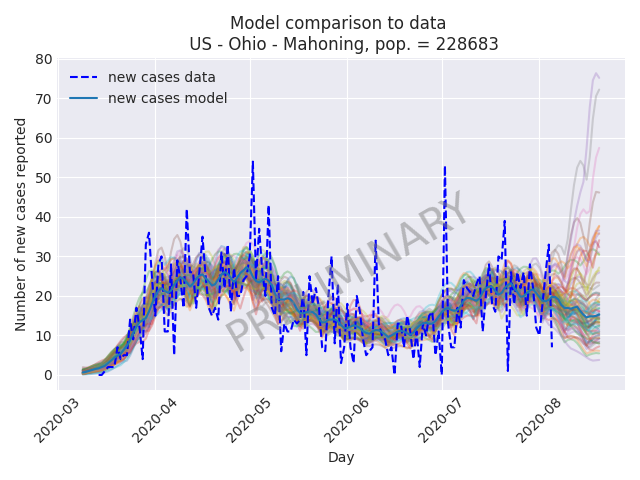 Model comparison to data
US - Ohio - Mahoning, pop. = 228683
new cases data
new cases model
80
70
60
50
40
30
20
10
0
Number of new cases reported
PRELIMINARY
2020-03
2020-04
2020-05
2020-06
2020-07
2020-08
Day